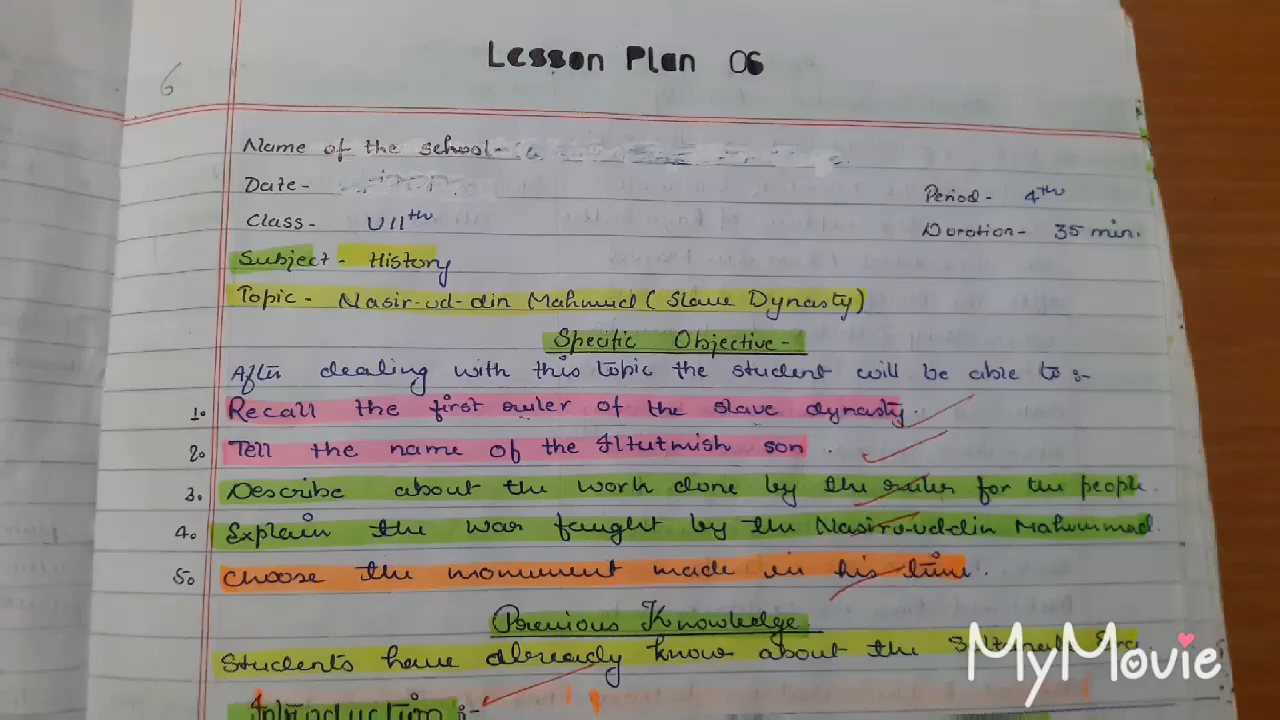 Lesson Plan 06
6
Name of the school-
Date-
Period- 4th
Class- VIIth
Duration- 35 min.
Subject- History
Topic- Nasir-ud-din Mahmud (Slave Dynasty)
Specific Objective-
After dealing with this topic the student will be able to :-
1. Recall the first ruler of the slave dynasty.
2. Tell the name of the Iltutmish son.
3. Describe about the work done by the ruler for the people.
4. Explain the war faught by the Nasir-uddin Mahummad.
5. Choose the monument made in his time.
Previous Knowledge
Students have already know about the
Introduction :-
MyMovie